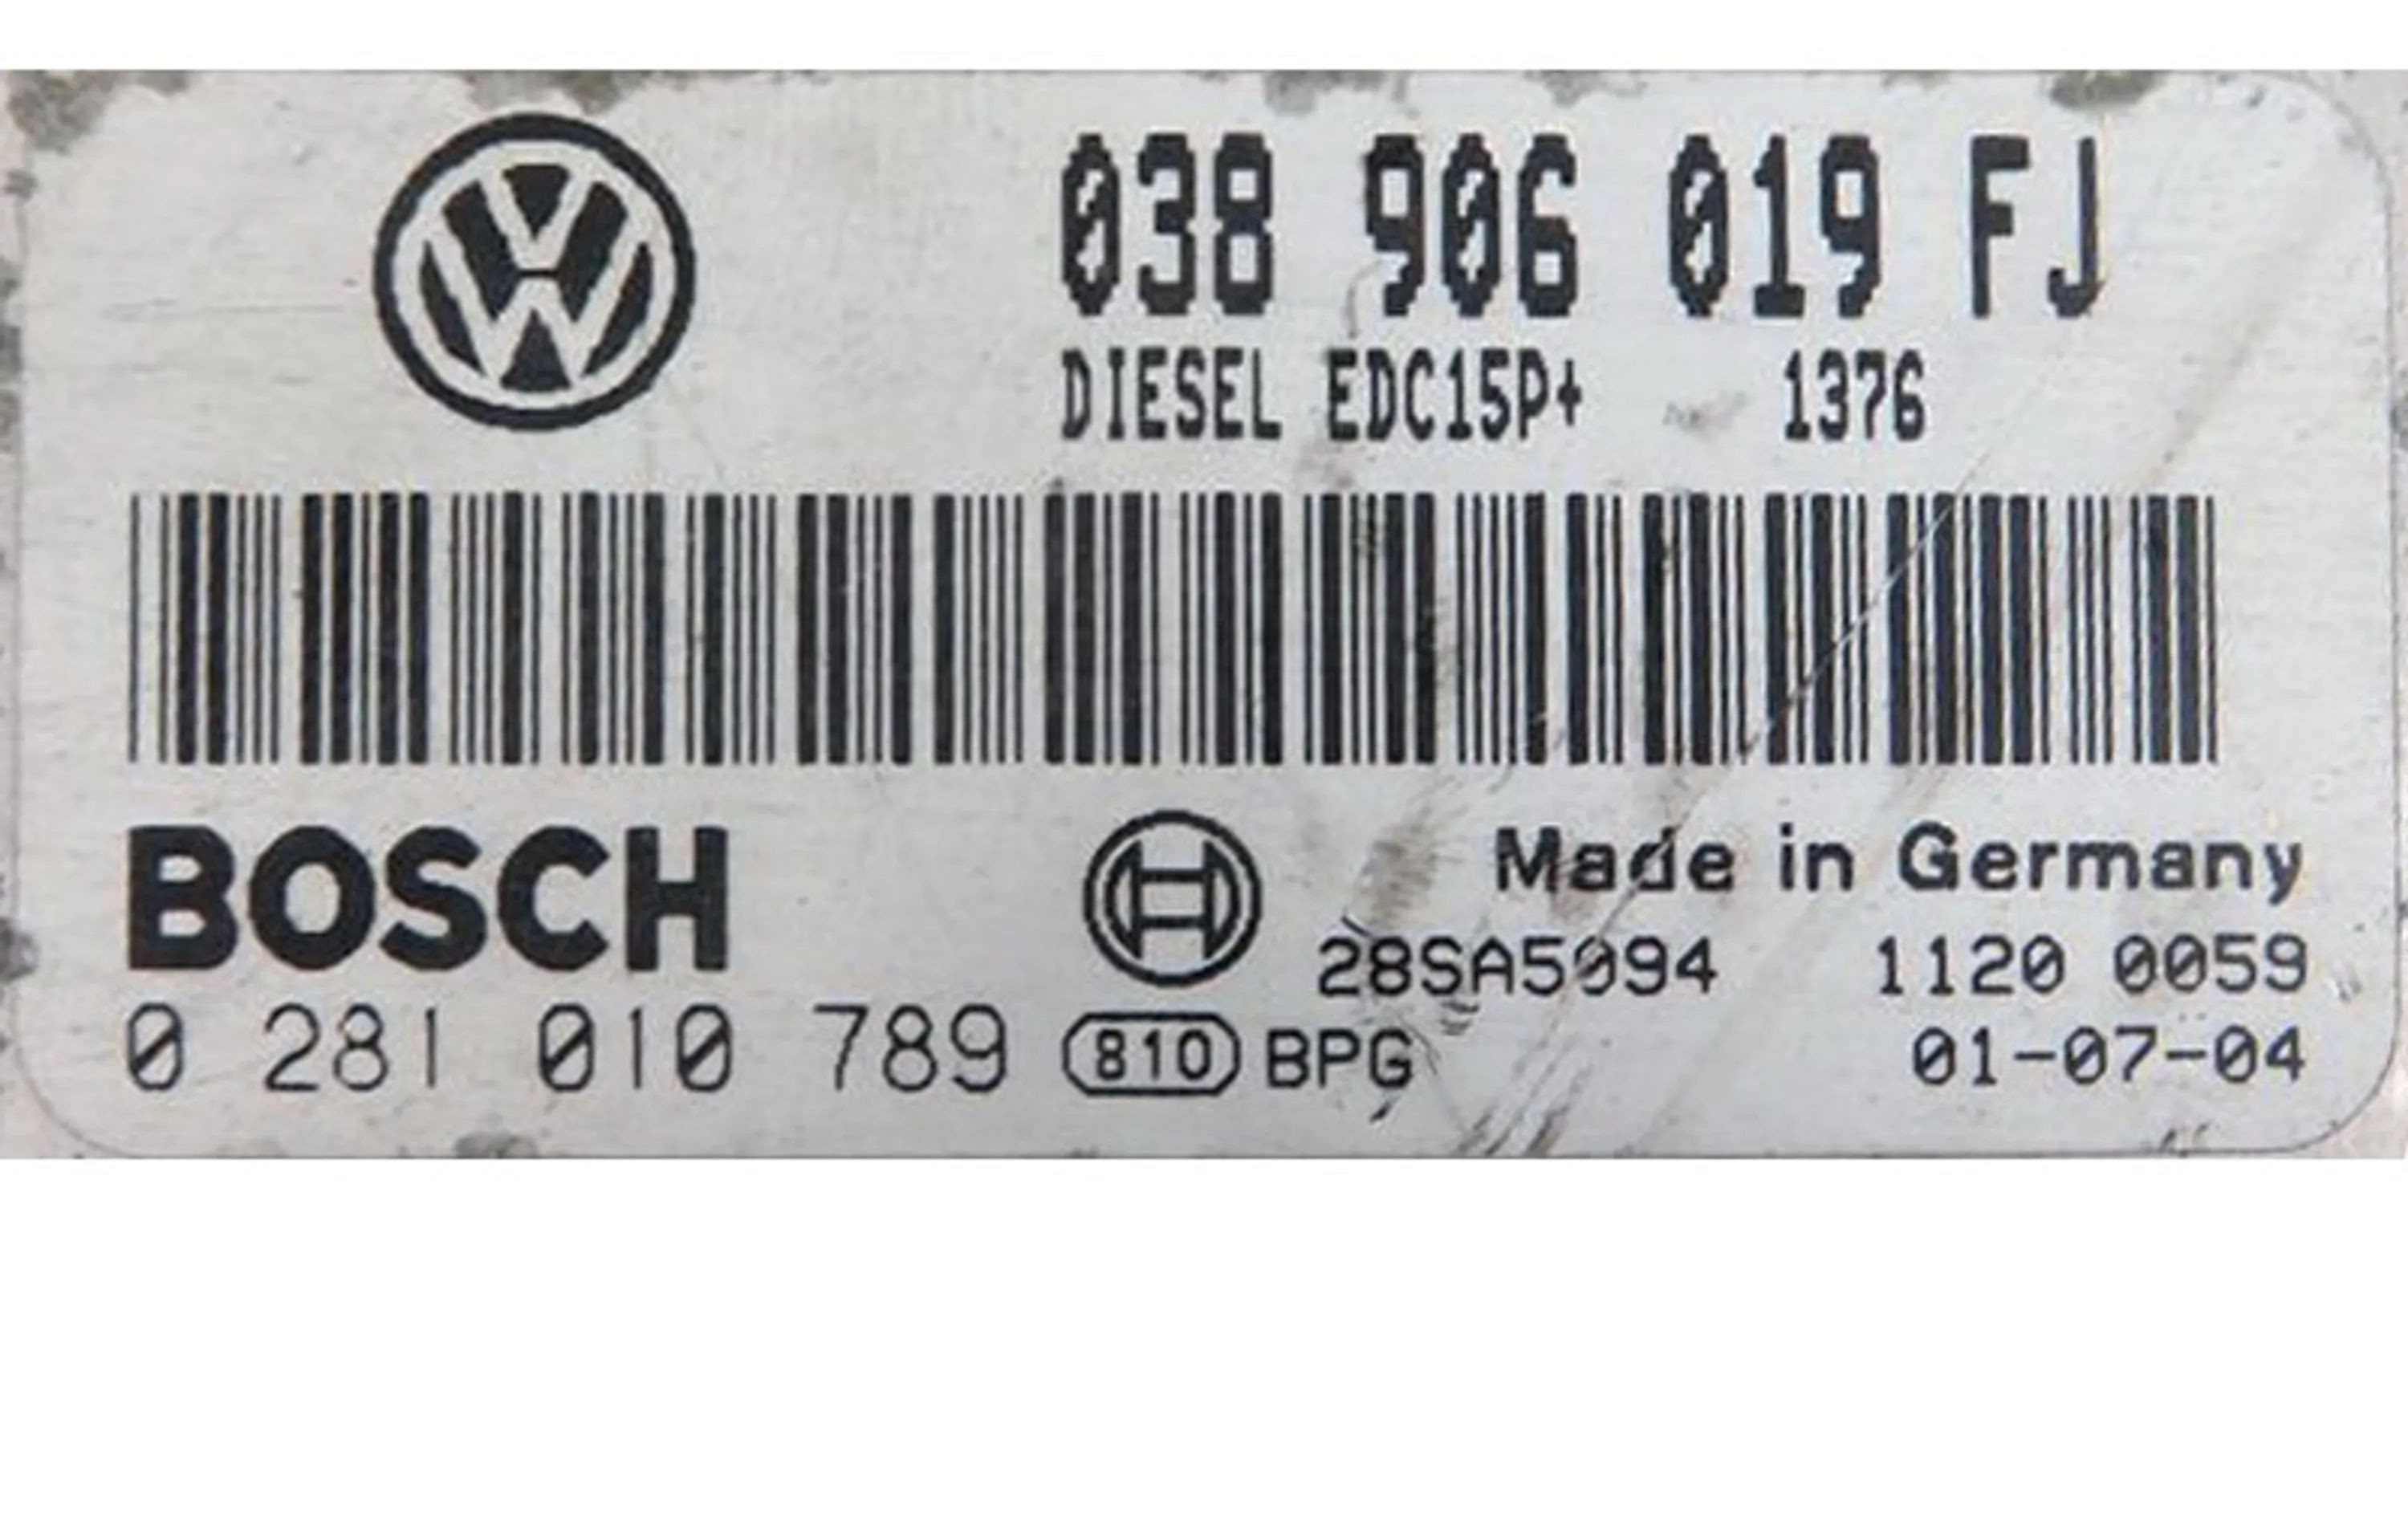 038 906 019 FJ
DIESEL EDC15P+ 1376
BOSCH
Made in Germany
28SA5094 1120 0059
0 281 010 789 810 BPG 01-07-04